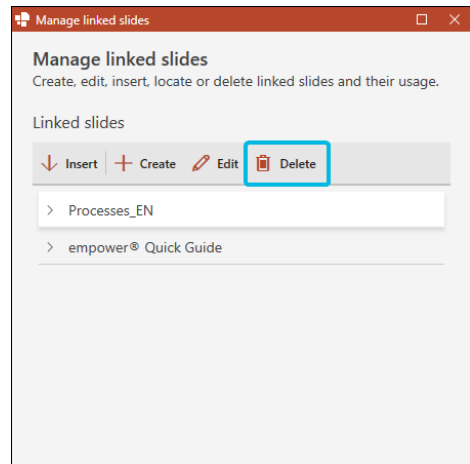 Manage linked slides
Manage linked slides
Create, edit, insert, locate or delete linked slides and their usage.
Linked slides
Insert Create Edit Delete
Processes_EN
empower® Quick Guide